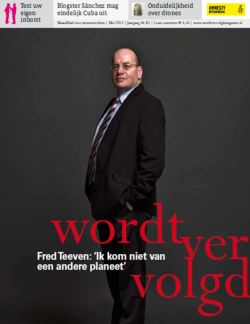 Test uw
eigen
inborst
Blogster Sánchez mag
eindelijk Cuba uit
Onduidelijkheid
over drones
AMNESTY
INTERNATIONAL
wordt
ver
volgd
Fred Teeven: 'Ik kom niet van
een andere planeet'